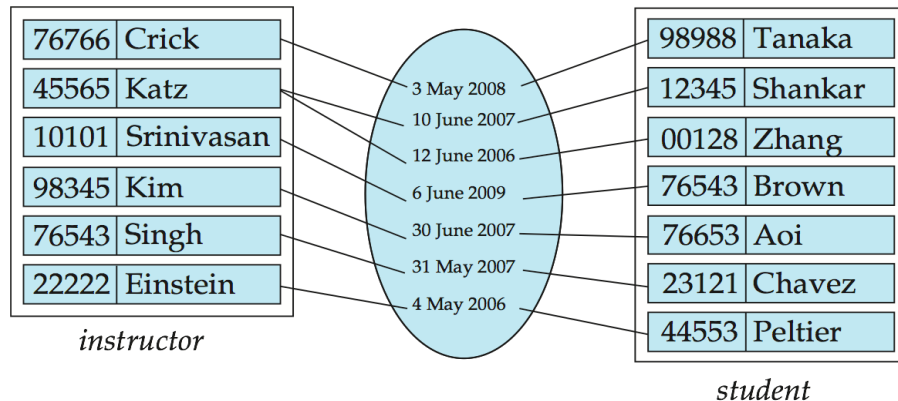 76766 Crick
45565 Katz
10101 Srinivasan
98345 Kim
76543 Singh
22222 Einstein
instructor
3 May 2008
10 June 2007
12 June 2006
6 June 2009
30 June 2007
31 May 2007
4 May 2006
98988 Tanaka
12345 Shankar
00128 Zhang
76543 Brown
76653 Aoi
23121 Chavez
44553 Peltier
student